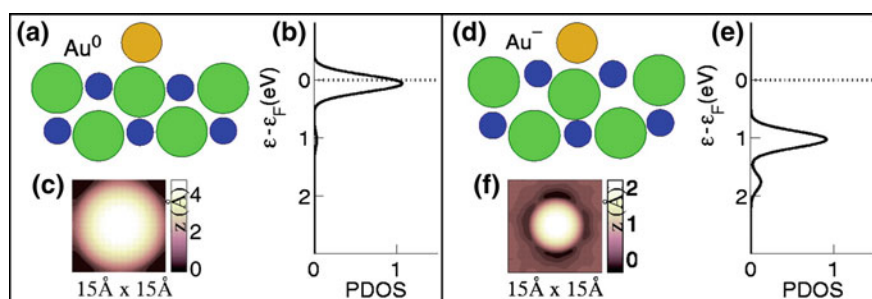 (a)
Au⁰
(b)
ε-ε_F(eV)
0
1
2
0
1
PDOS
(c)
z (Å)
4
2
0
15Å x 15Å
(d)
Au⁻
(e)
ε-ε_F(eV)
0
1
2
0
1
PDOS
(f)
z (Å)
2
1
0
15Å x 15Å